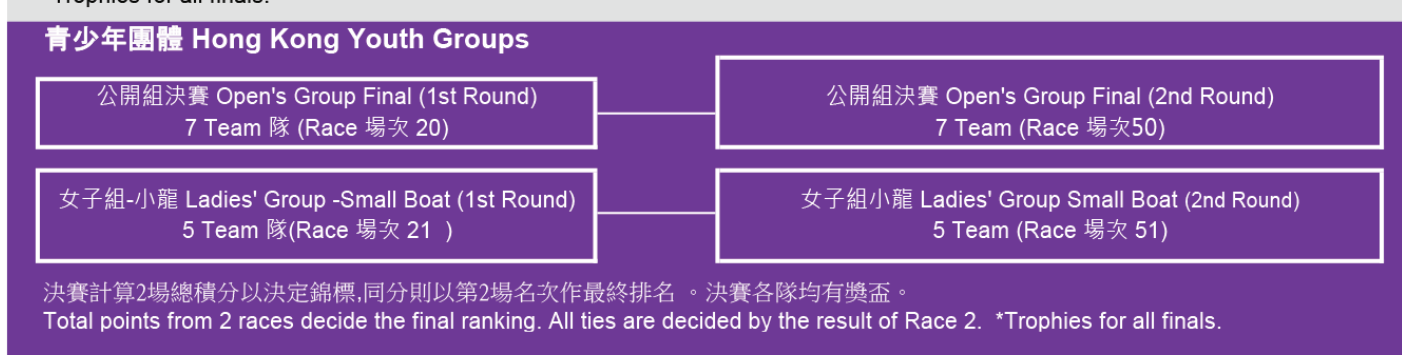 Trophies for all finals.
青少年團體 Hong Kong Youth Groups
公開組決賽 Open's Group Final (1st Round)
7 Team 隊 (Race 場次 20)
公開組決賽 Open's Group Final (2nd Round)
7 Team (Race 場次50)
女子組-小龍 Ladies' Group -Small Boat (1st Round)
5 Team 隊(Race 場次 21 )
女子組小龍 Ladies' Group Small Boat (2nd Round)
5 Team (Race 場次 51)
決賽計算2場總積分以決定錦標,同分則以第2場名次作最終排名 。決賽各隊均有獎盃。
Total points from 2 races decide the final ranking. All ties are decided by the result of Race 2. *Trophies for all finals.